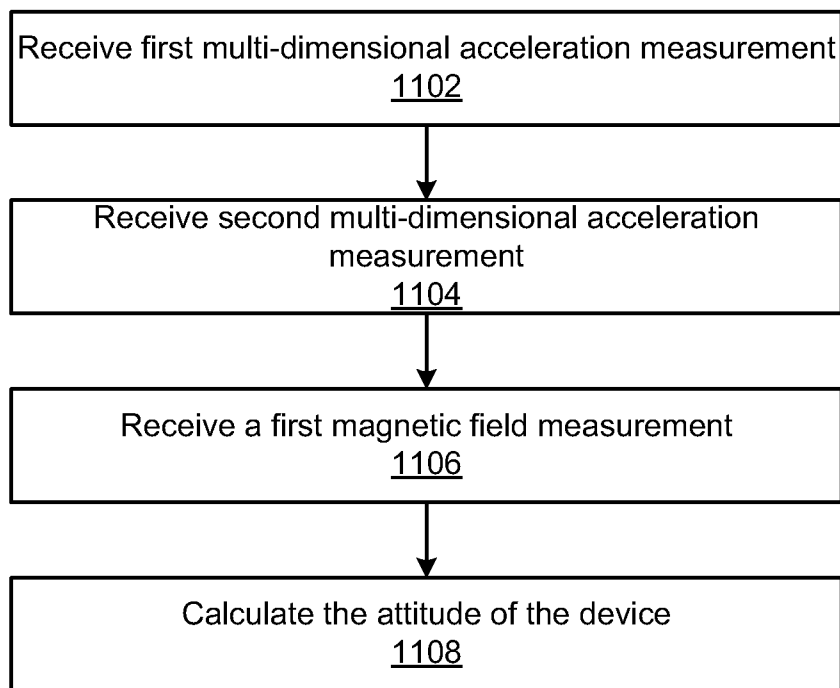 Receive first multi-dimensional acceleration measurement
1102
Receive second multi-dimensional acceleration
measurement
1104
Receive a first magnetic field measurement
1106
Calculate the attitude of the device
1108